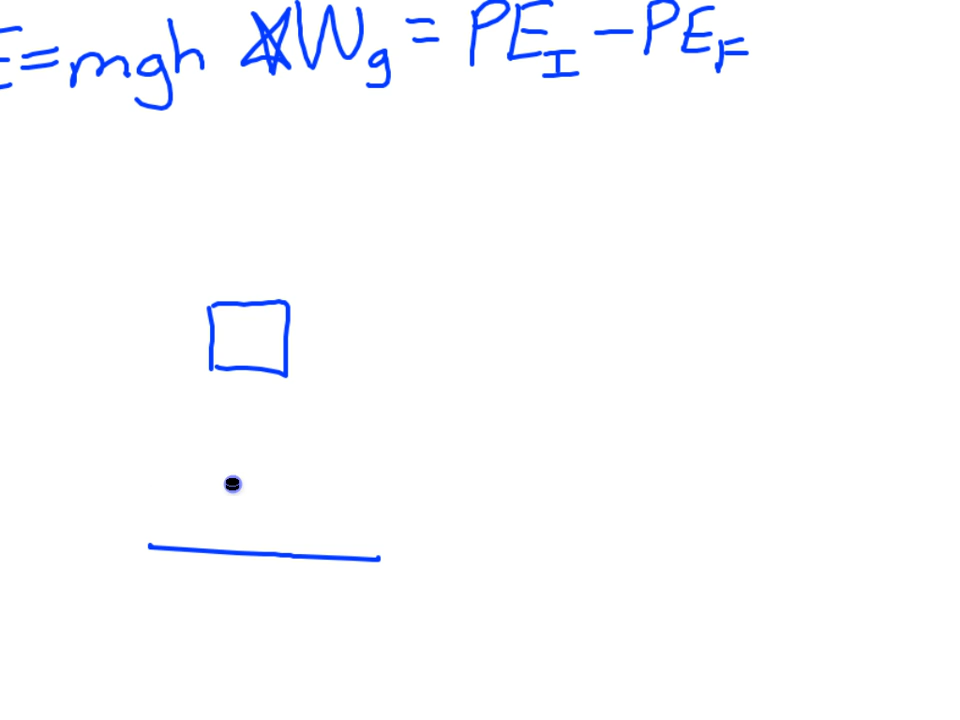 E=mgh ☆Wg = PEI - PEF